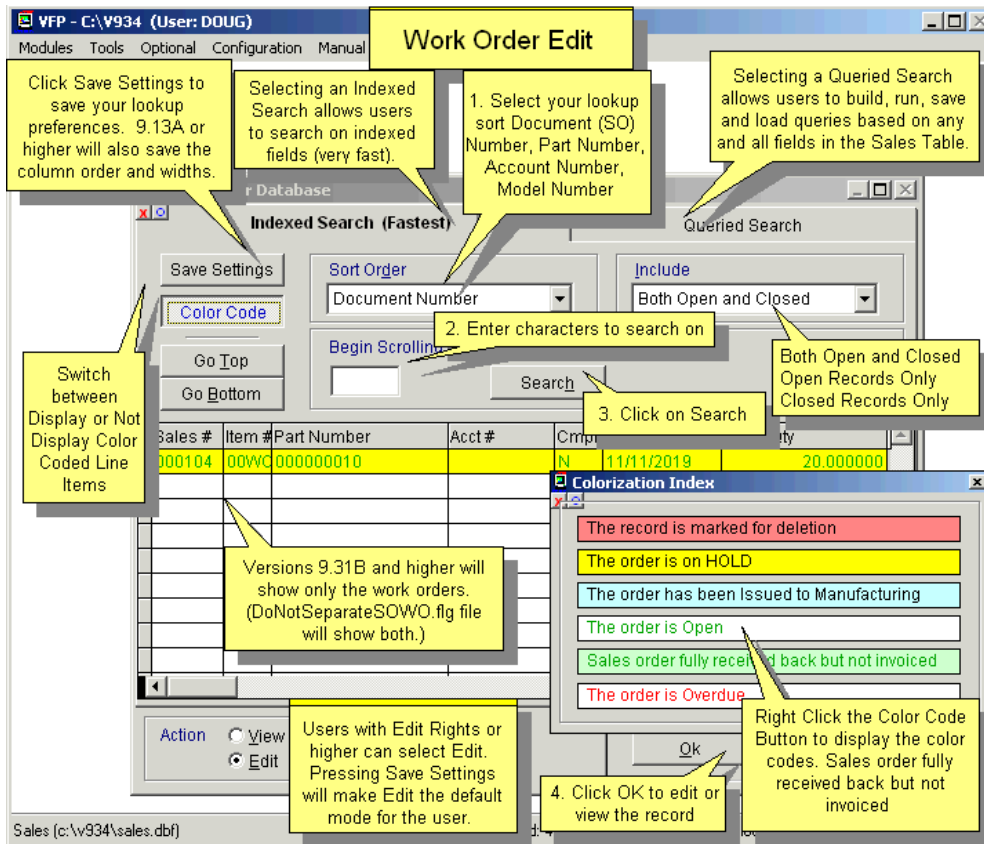 VFP - C:\V934 (User: DOUG)
Modules Tools Optional Configuration Manual
Work Order Edit
Click Save Settings to
save your lookup
preferences. 9.13A or
higher will also save the
column order and widths.
Selecting an Indexed
Search allows users
to search on indexed
fields (very fast).
1. Select your lookup
sort Document (SO)
Number, Part Number,
Account Number,
Model Number
Selecting a Queried Search
allows users to build, run, save
and load queries based on any
and all fields in the Sales Table.
Database
Indexed Search (Fastest)
Queried Search
Save Settings
Color Code
Go Top
Go Bottom
Sort Order
Document Number
Include
Both Open and Closed
2. Enter characters to search on
Begin Scrolling
Search
3. Click on Search
Both Open and Closed
Open Records Only
Closed Records Only
Switch
between
Display or Not
Display Color
Coded Line
Items
Sales # Item # Part Number Acct #
000104 00WO 000000010 N 11/11/2019 20.000000
Versions 9.31B and higher will
show only the work orders.
(DoNotSeparateSOWO.flg file
will show both.)
Colorization Index
The record is marked for deletion
The order is on HOLD
The order has been Issued to Manufacturing
The order is Open
Sales order fully received back but not invoiced
The order is Overdue
Right Click the Color Code
Button to display the color
codes. Sales order fully
received back but not
invoiced
Action
View
Edit
Users with Edit Rights or
higher can select Edit.
Pressing Save Settings
will make Edit the default
mode for the user.
Ok
4. Click OK to edit or
view the record
Sales (c:\v934\sales.dbf)